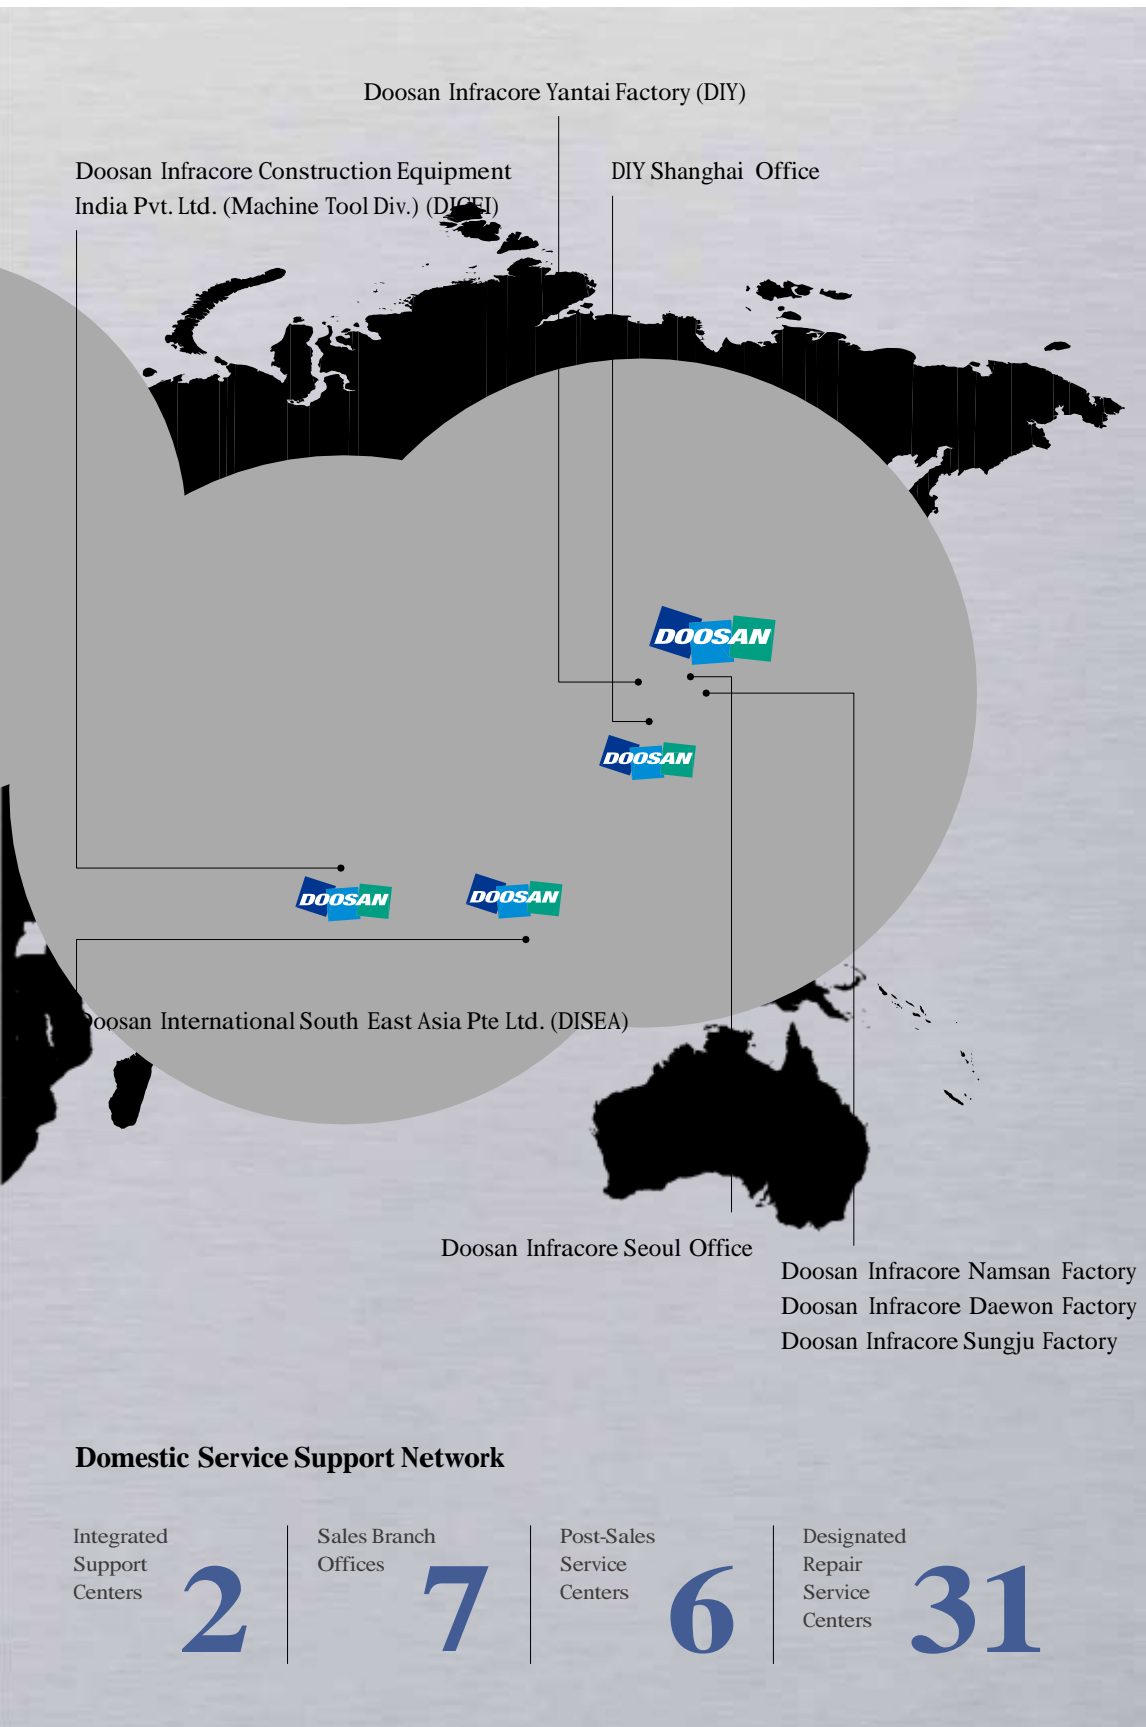 Doosan Infracore Yantai Factory (DIY)
Doosan Infracore Construction Equipment
India Pvt. Ltd. (Machine Tool Div.) (DICEI)
DIY Shanghai Office
DOOSAN
DOOSAN
DOOSAN
DOOSAN
Doosan International South East Asia Pte Ltd. (DISEA)
Doosan Infracore Seoul Office
Doosan Infracore Namsan Factory
Doosan Infracore Daewon Factory
Doosan Infracore Sungju Factory
Domestic Service Support Network
Integrated
Support
Centers
2
Sales Branch
Offices
7
Post-Sales
Service
Centers
6
Designated
Repair
Service
Centers
31